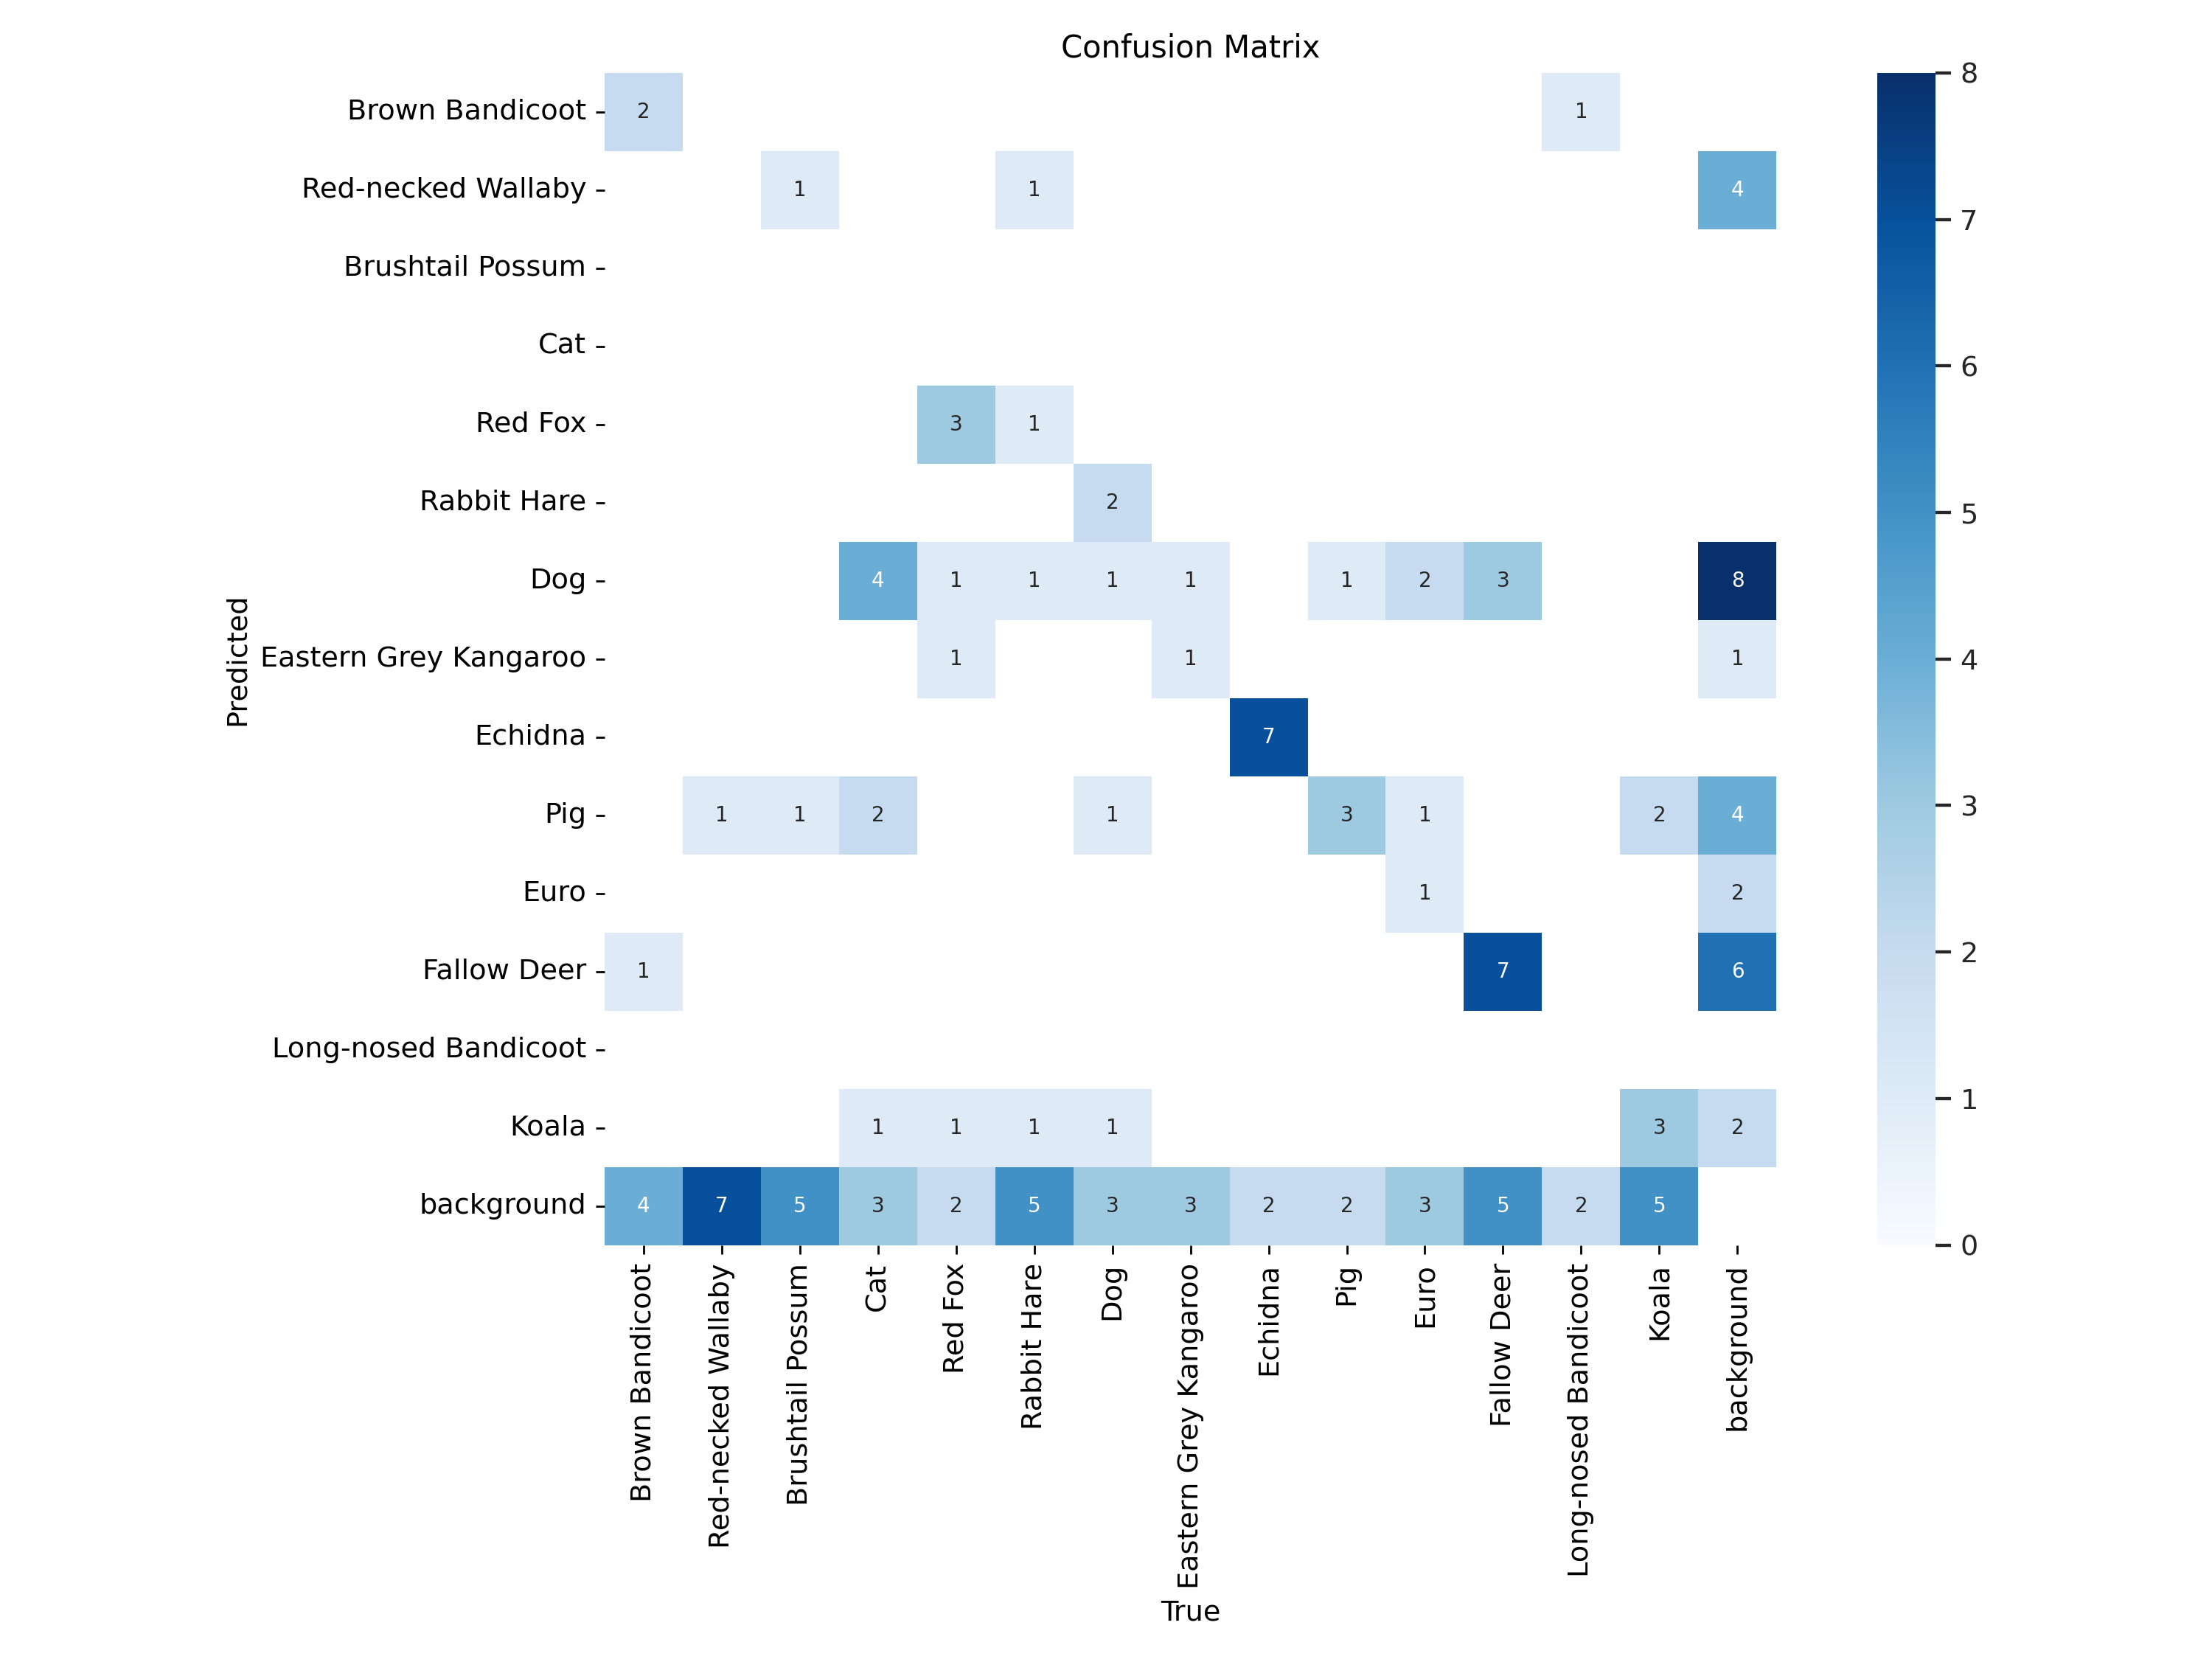 Confusion Matrix
Predicted
Brown Bandicoot 2 1
Red-necked Wallaby 1 1 4
Brushtail Possum
Cat
Red Fox 3 1
Rabbit Hare 2
Dog 4 1 1 1 1 1 2 3 8
Eastern Grey Kangaroo 1 1 1
Echidna 7
Pig 1 1 2 1 3 1 2 4
Euro 1 2
Fallow Deer 1 7 6
Long-nosed Bandicoot
Koala 1 1 1 1 3 2
background 4 7 5 3 2 5 3 3 2 2 3 5 2 5
Brown Bandicoot
Red-necked Wallaby
Brushtail Possum
Cat
Red Fox
Rabbit Hare
Dog
Eastern Grey Kangaroo
Echidna
Pig
Euro
Fallow Deer
Long-nosed Bandicoot
Koala
background
True
8
7
6
5
4
3
2
1
0